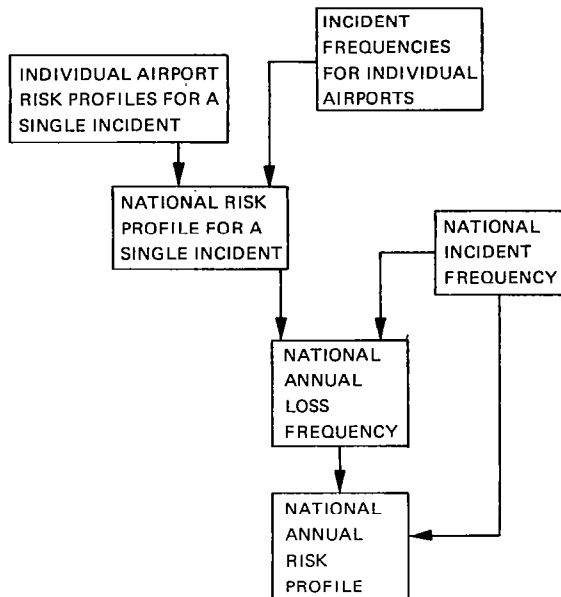 INCIDENT
FREQUENCIES
FOR INDIVIDUAL
AIRPORTS
INDIVIDUAL AIRPORT
RISK PROFILES FOR A
SINGLE INCIDENT
NATIONAL RISK
PROFILE FOR A
SINGLE INCIDENT
NATIONAL
INCIDENT
FREQUENCY
NATIONAL
ANNUAL
LOSS
FREQUENCY
NATIONAL
ANNUAL
RISK
PROFILE